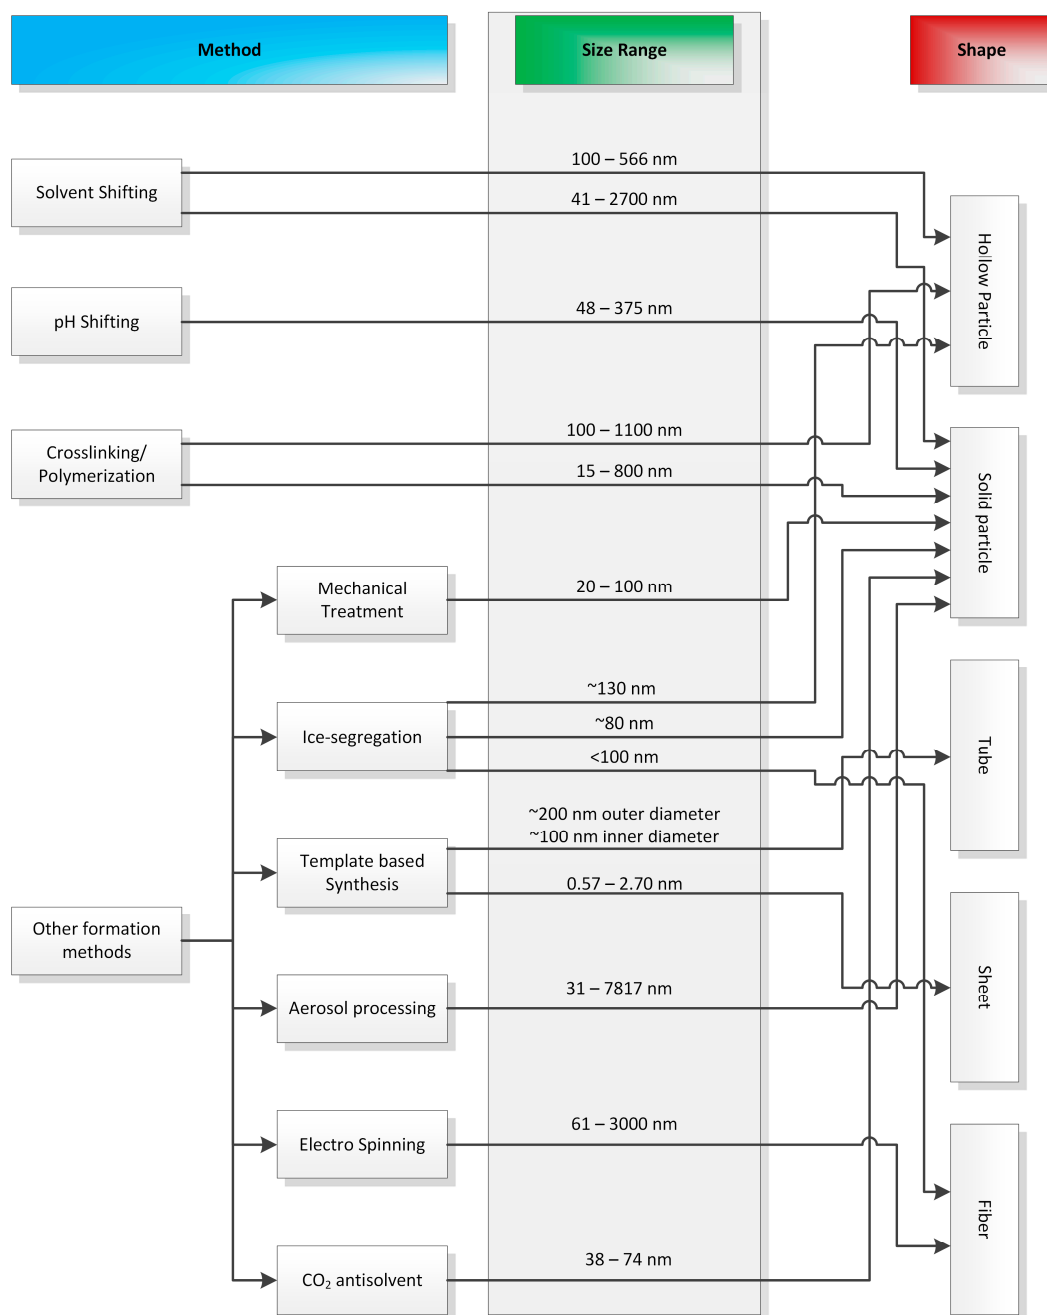 Method
Size Range
Shape
Solvent Shifting
100 – 566 nm
41 – 2700 nm
Hollow Particle
pH Shifting
48 – 375 nm
Crosslinking/
Polymerization
100 – 1100 nm
15 – 800 nm
Solid particle
Mechanical
Treatment
20 – 100 nm
Ice-segregation
~130 nm
~80 nm
<100 nm
Tube
Template based
Synthesis
~200 nm outer diameter
~100 nm inner diameter
0.57 – 2.70 nm
Other formation
methods
Sheet
Aerosol processing
31 – 7817 nm
Electro Spinning
61 – 3000 nm
Fiber
CO₂ antisolvent
38 – 74 nm